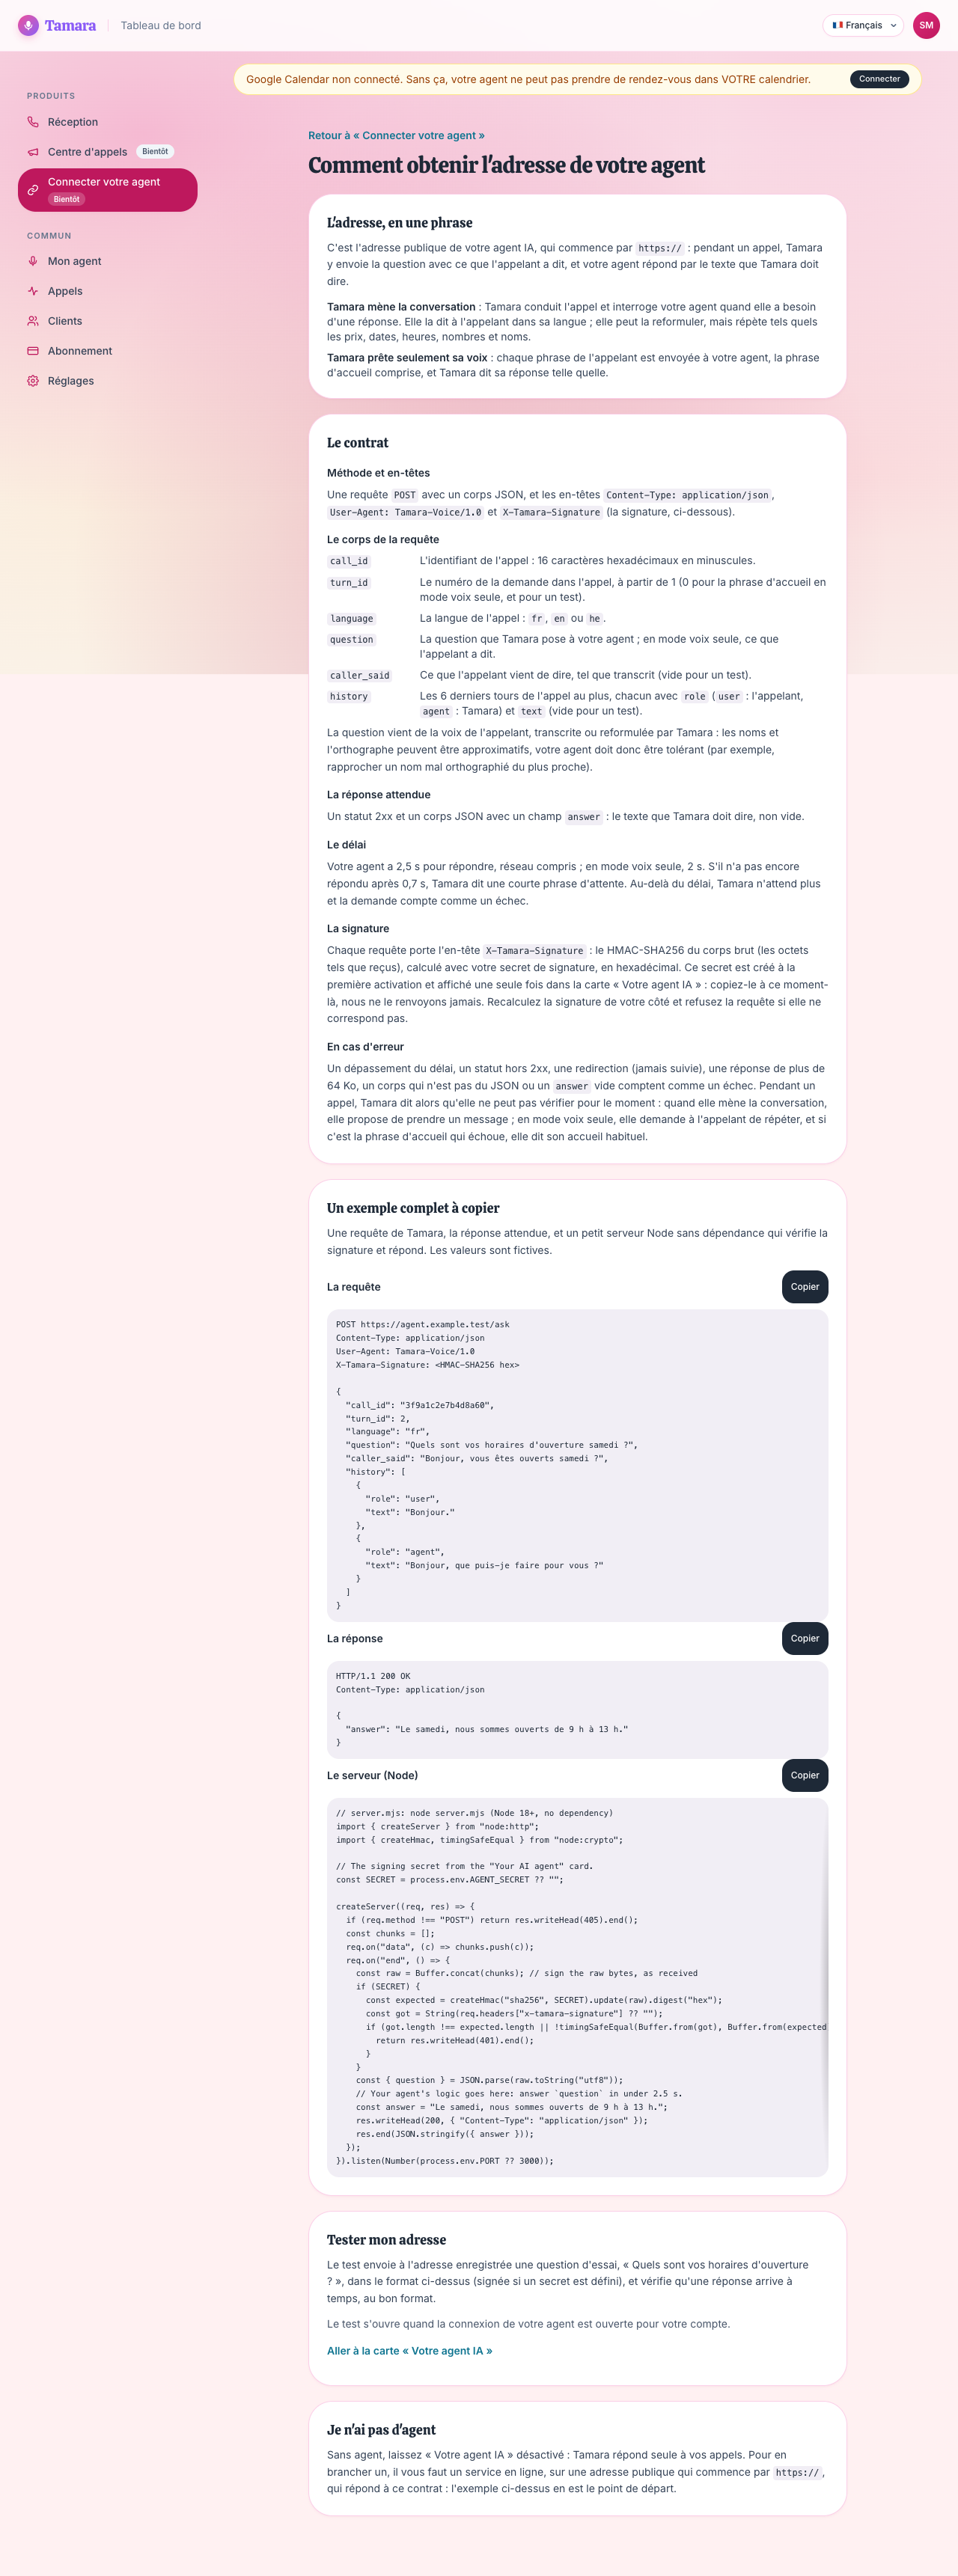 Tamara
Tableau de bord
Français
SM
PRODUITS
Réception
Centre d'appels
Bientôt
Connecter votre agent
Bientôt
COMMUN
Mon agent
Appels
Clients
Abonnement
Réglages
Google Calendar non connecté. Sans ça, votre agent ne peut pas prendre de rendez-vous dans VOTRE calendrier.
Connecter
Retour à « Connecter votre agent »
Comment obtenir l'adresse de votre agent
L'adresse, en une phrase
C'est l'adresse publique de votre agent IA, qui commence par https:// : pendant un appel, Tamara
y envoie la question avec ce que l'appelant a dit, et votre agent répond par le texte que Tamara doit
dire.
Tamara mène la conversation : Tamara conduit l'appel et interroge votre agent quand elle a besoin
d'une réponse. Elle la dit à l'appelant dans sa langue ; elle peut la reformuler, mais répète tels quels
les prix, dates, heures, nombres et noms.
Tamara prête seulement sa voix : chaque phrase de l'appelant est envoyée à votre agent, la phrase
d'accueil comprise, et Tamara dit sa réponse telle quelle.
Le contrat
Méthode et en-têtes
Une requête POST avec un corps JSON, et les en-têtes Content-Type: application/json,
User-Agent: Tamara-Voice/1.0 et X-Tamara-Signature (la signature, ci-dessous).
Le corps de la requête
call_id L'identifiant de l'appel : 16 caractères hexadécimaux en minuscules.
turn_id Le numéro de la demande dans l'appel, à partir de 1 (0 pour la phrase d'accueil en
mode voix seule, et pour un test).
language La langue de l'appel : fr, en ou he.
question La question que Tamara pose à votre agent ; en mode voix seule, ce que
l'appelant a dit.
caller_said Ce que l'appelant vient de dire, tel que transcrit (vide pour un test).
history Les 6 derniers tours de l'appel au plus, chacun avec role (user : l'appelant,
agent : Tamara) et text (vide pour un test).
La question vient de la voix de l'appelant, transcrite ou reformulée par Tamara : les noms et
l'orthographe peuvent être approximatifs, votre agent doit donc être tolérant (par exemple,
rapprocher un nom mal orthographié du plus proche).
La réponse attendue
Un statut 2xx et un corps JSON avec un champ answer : le texte que Tamara doit dire, non vide.
Le délai
Votre agent a 2,5 s pour répondre, réseau compris ; en mode voix seule, 2 s. S'il n'a pas encore
répondu après 0,7 s, Tamara dit une courte phrase d'attente. Au-delà du délai, Tamara n'attend plus
et la demande compte comme un échec.
La signature
Chaque requête porte l'en-tête X-Tamara-Signature : le HMAC-SHA256 du corps brut (les octets
tels que reçus), calculé avec votre secret de signature, en hexadécimal. Ce secret est créé à la
première activation et affiché une seule fois dans la carte « Votre agent IA » : copiez-le à ce moment-
là, nous ne le renvoyons jamais. Recalculez la signature de votre côté et refusez la requête si elle ne
correspond pas.
En cas d'erreur
Un dépassement du délai, un statut hors 2xx, une redirection (jamais suivie), une réponse de plus de
64 Ko, un corps qui n'est pas du JSON ou un answer vide comptent comme un échec. Pendant un
appel, Tamara dit alors qu'elle ne peut pas vérifier pour le moment : quand elle mène la conversation,
elle propose de prendre un message ; en mode voix seule, elle demande à l'appelant de répéter, et si
c'est la phrase d'accueil qui échoue, elle dit son accueil habituel.
Un exemple complet à copier
Une requête de Tamara, la réponse attendue, et un petit serveur Node sans dépendance qui vérifie la
signature et répond. Les valeurs sont fictives.
La requête
Copier
POST https://agent.example.test/ask
Content-Type: application/json
User-Agent: Tamara-Voice/1.0
X-Tamara-Signature: <HMAC-SHA256 hex>
{
"call_id": "3f9a1c2e7b4d8a60",
"turn_id": 2,
"language": "fr",
"question": "Quels sont vos horaires d'ouverture samedi ?",
"caller_said": "Bonjour, vous êtes ouverts samedi ?",
"history": [
{
"role": "user",
"text": "Bonjour."
},
{
"role": "agent",
"text": "Bonjour, que puis-je faire pour vous ?"
}
]
}
La réponse
Copier
HTTP/1.1 200 OK
Content-Type: application/json
{
"answer": "Le samedi, nous sommes ouverts de 9 h à 13 h."
}
Le serveur (Node)
Copier
// server.mjs: node server.mjs (Node 18+, no dependency)
import { createServer } from "node:http";
import { createHmac, timingSafeEqual } from "node:crypto";
// The signing secret from the "Your AI agent" card.
const SECRET = process.env.AGENT_SECRET ?? "";
createServer((req, res) => {
if (req.method !== "POST") return res.writeHead(405).end();
const chunks = [];
req.on("data", (c) => chunks.push(c));
req.on("end", () => {
const raw = Buffer.concat(chunks); // sign the raw bytes, as received
if (SECRET) {
const expected = createHmac("sha256", SECRET).update(raw).digest("hex");
const got = String(req.headers["x-tamara-signature"] ?? "");
if (got.length !== expected.length || !timingSafeEqual(Buffer.from(got), Buffer.from(expected
return res.writeHead(401).end();
}
}
const { question } = JSON.parse(raw.toString("utf8"));
// Your agent's logic goes here: answer `question` in under 2.5 s.
const answer = "Le samedi, nous sommes ouverts de 9 h à 13 h.";
res.writeHead(200, { "Content-Type": "application/json" });
res.end(JSON.stringify({ answer }));
});
}).listen(Number(process.env.PORT ?? 3000));
Tester mon adresse
Le test envoie à l'adresse enregistrée une question d'essai, « Quels sont vos horaires d'ouverture
? », dans le format ci-dessus (signée si un secret est défini), et vérifie qu'une réponse arrive à
temps, au bon format.
Le test s'ouvre quand la connexion de votre agent est ouverte pour votre compte.
Aller à la carte « Votre agent IA »
Je n'ai pas d'agent
Sans agent, laissez « Votre agent IA » désactivé : Tamara répond seule à vos appels. Pour en
brancher un, il vous faut un service en ligne, sur une adresse publique qui commence par https://,
qui répond à ce contrat : l'exemple ci-dessus en est le point de départ.